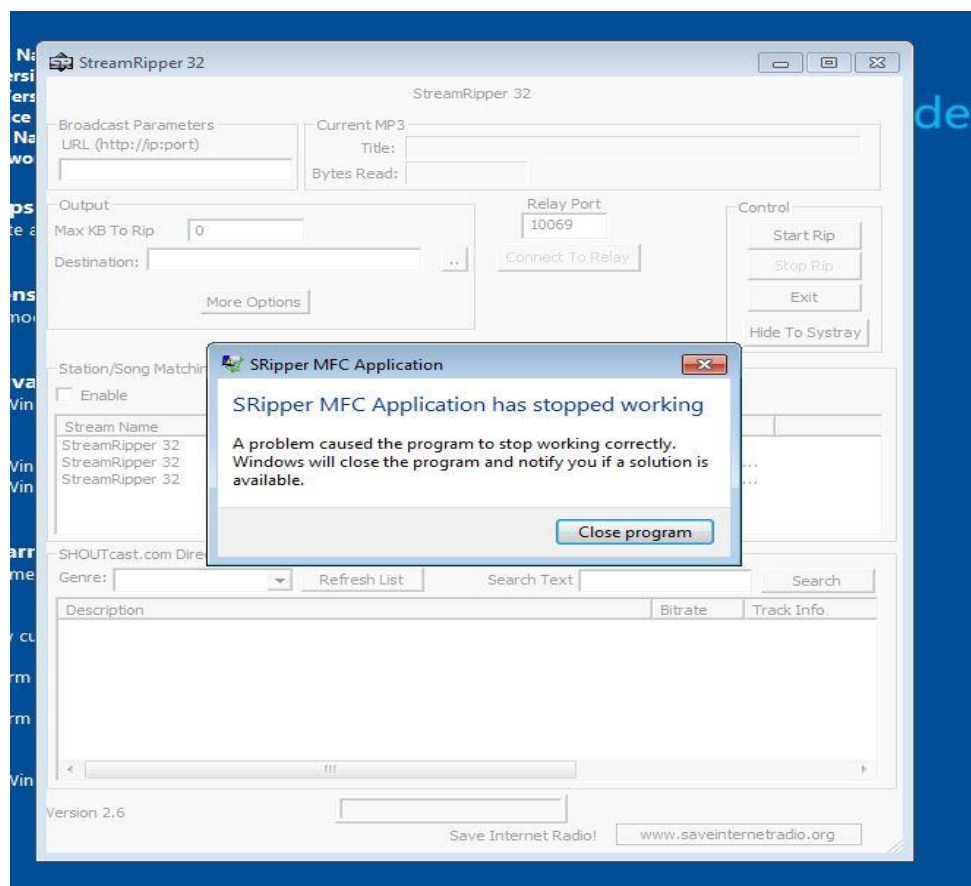 StreamRipper 32
StreamRipper 32
Broadcast Parameters
URL (http://ip:port)
Current MP3
Title:
Bytes Read:
Output
Max KB To Rip 0
Destination: ..
More Options
Relay Port
10069
Connect To Relay
Control
Start Rip
Stop Rip
Exit
Hide To Systray
Station/Song Matchin
Enable
Stream Name
StreamRipper 32
StreamRipper 32 ...
StreamRipper 32 ...
SRipper MFC Application
SRipper MFC Application has stopped working
A problem caused the program to stop working correctly.
Windows will close the program and notify you if a solution is
available.
Close program
SHOUTcast.com Dire
Genre: Refresh List Search Text Search
Description Bitrate Track Info
Version 2.6
Save Internet Radio! www.saveinternetradio.org
de